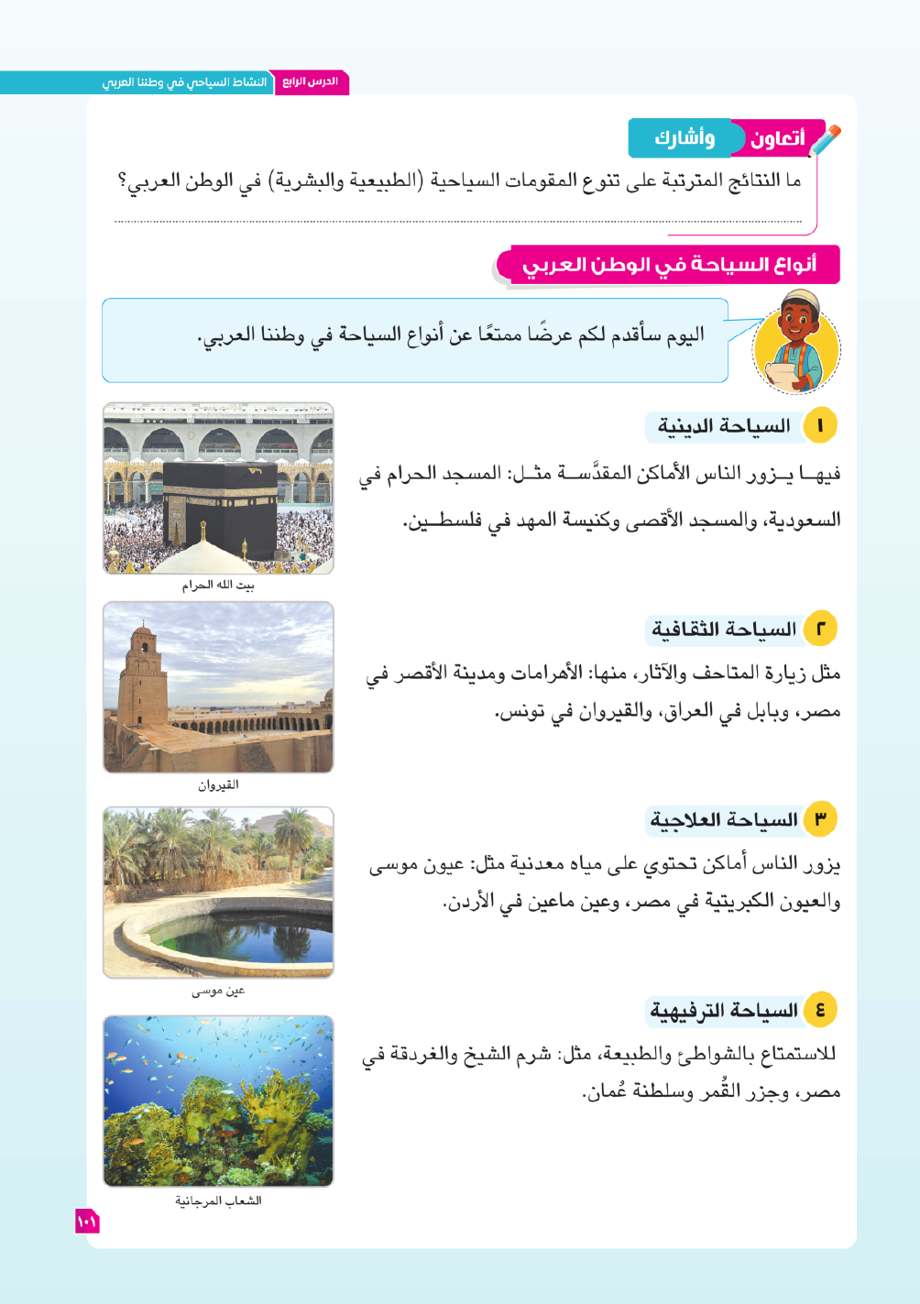 الدرس الرابع النشاط السياحي في وطننا العربي
أتعاون وأشارك
ما النتائج المترتبة على تنوع المقومات السياحية (الطبيعية والبشرية) في الوطن العربي؟
أنواع السياحة في الوطن العربي
اليوم سأقدم لكم عرضًا ممتعًا عن أنواع السياحة في وطننا العربي.
١ السياحة الدينية
فيهــا يــزور الناس الأماكن المقدَّســة مثــل: المسجد الحرام في
السعودية، والمسجد الأقصى وكنيسة المهد في فلسطــين.
بيت الله الحرام
٢ السياحة الثقافية
مثل زيارة المتاحف والآثار، منها: الأهرامات ومدينة الأقصر في
مصر، وبابل في العراق، والقيروان في تونس.
القيروان
٣ السياحة العلاجية
يزور الناس أماكن تحتوي على مياه معدنية مثل: عيون موسى
والعيون الكبريتية في مصر، وعين ماعين في الأردن.
عين موسى
٤ السياحة الترفيهية
للاستمتاع بالشواطئ والطبيعة، مثل: شرم الشيخ والغردقة في
مصر، وجزر القُمر وسلطنة عُمان.
الشعاب المرجانية
١٠١